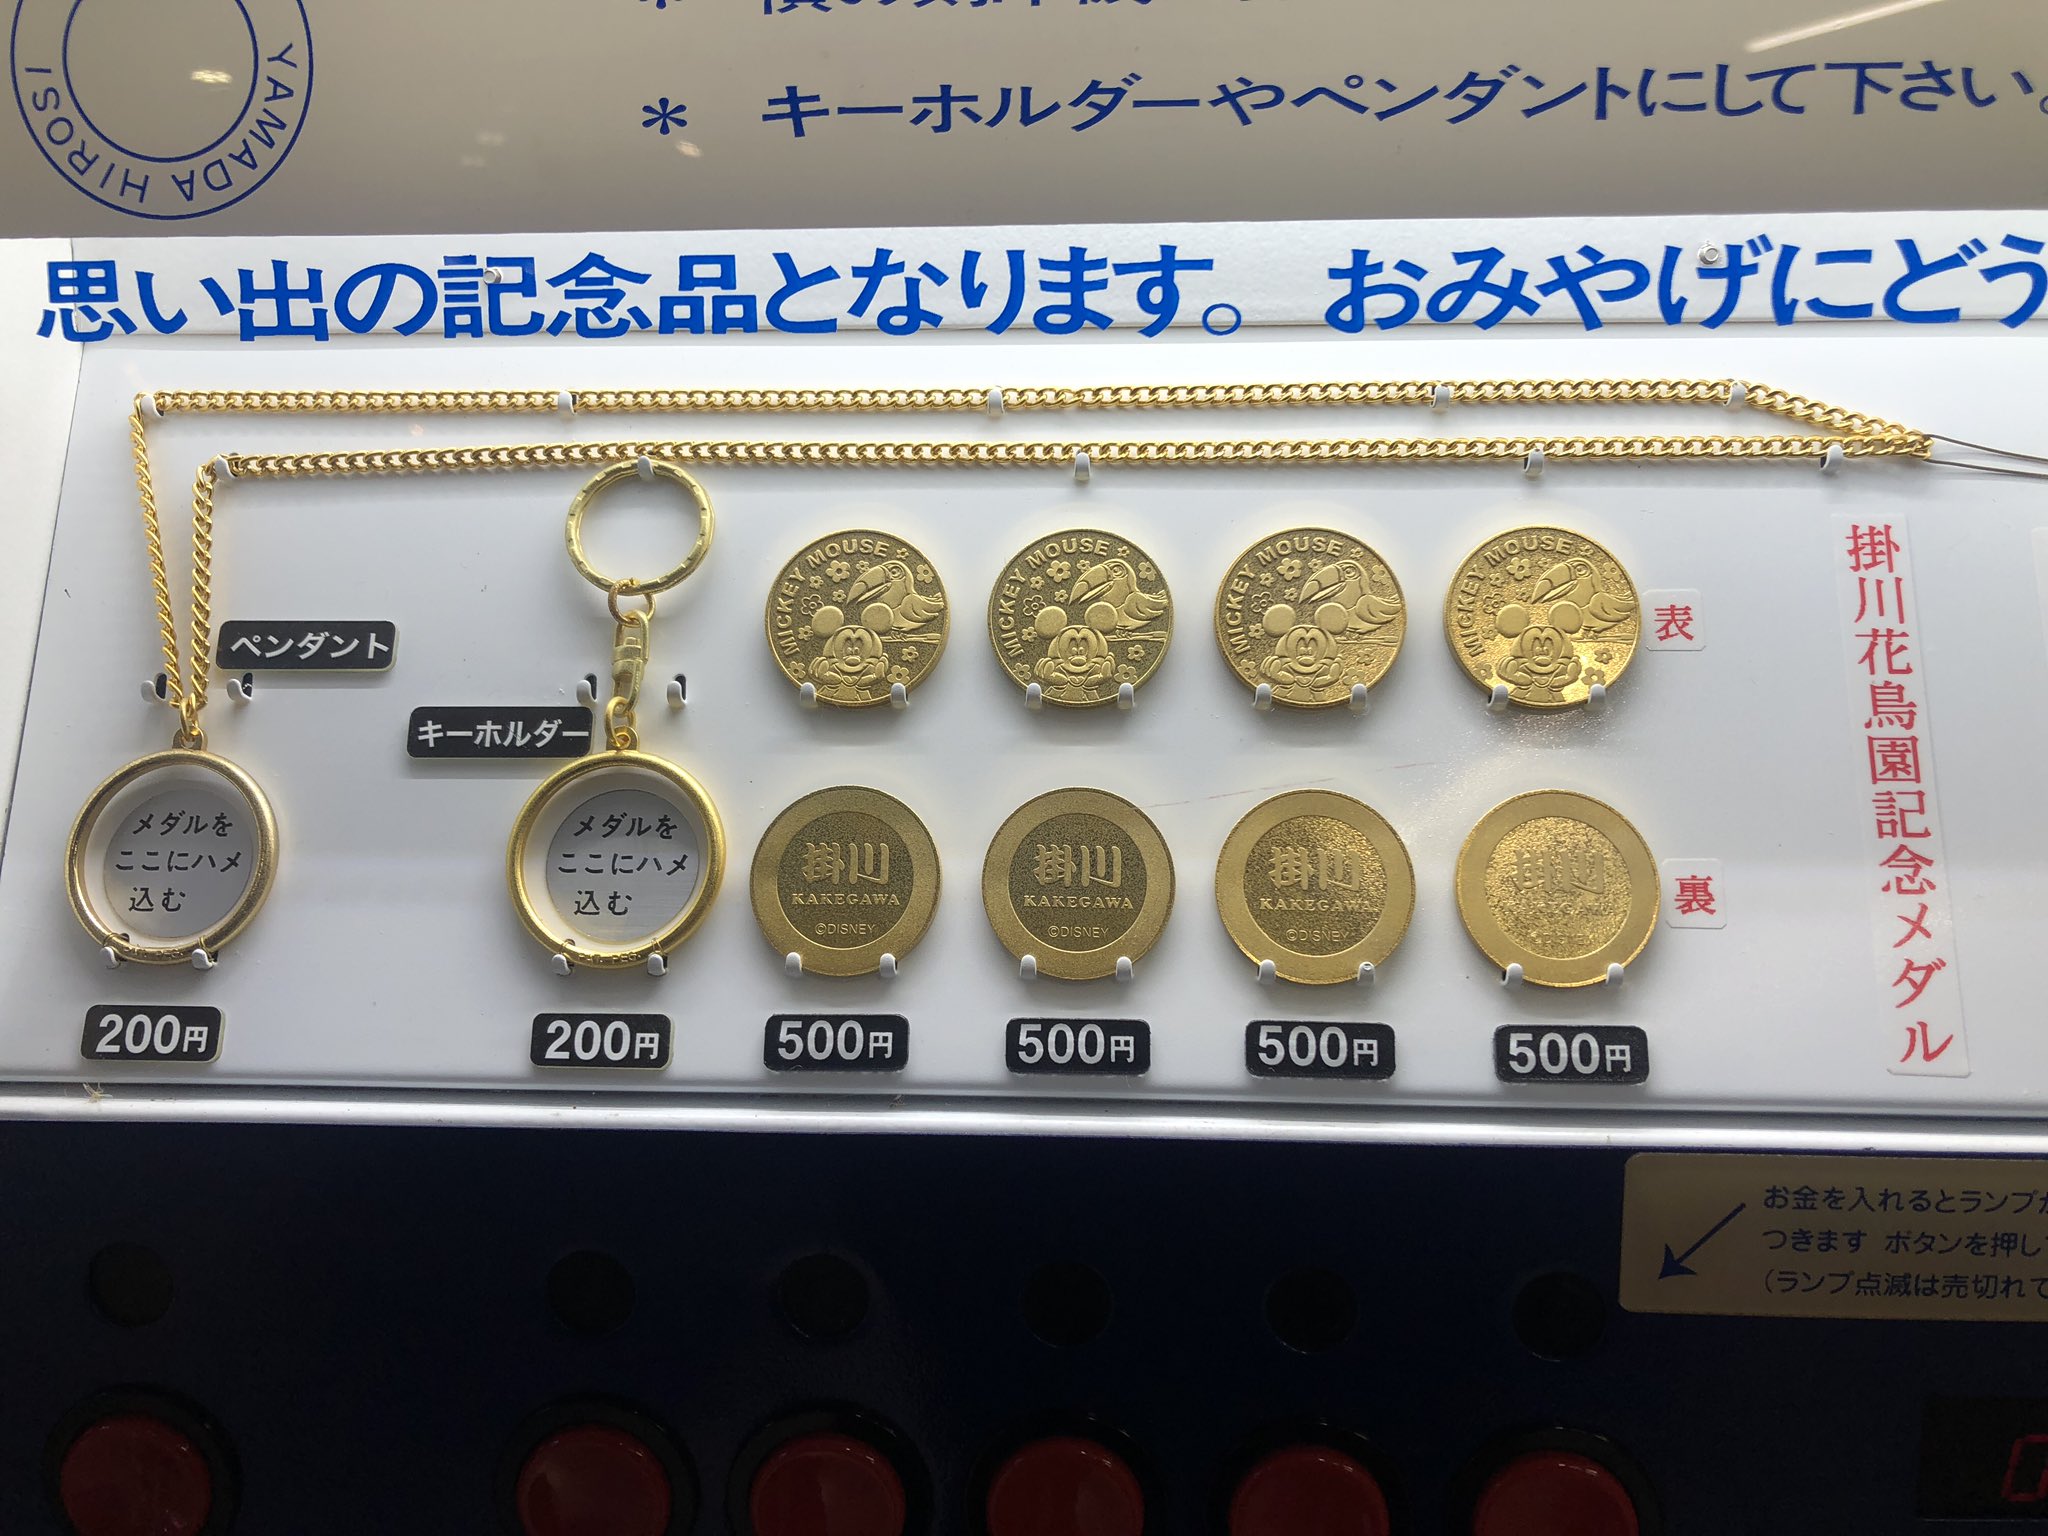 YAMADA HIROSI
* キーホルダーやペンダントにして下さい。
思い出の記念品となります。おみやげにどう
ペンダント
キーホルダー
メダルを
ここにハメ
込む
メダルを
ここにハメ
込む
MICKEY MOUSE
MICKEY MOUSE
MICKEY MOUSE
MICKEY MOUSE
表
掛川
KAKEGAWA
©DISNEY
掛川
KAKEGAWA
©DISNEY
掛川
KAKEGAWA
©DISNEY
掛川
KAKEGAWA
裏
掛川花鳥園記念メダル
200円
200円
500円
500円
500円
500円
お金を入れるとランプが
つきます ボタンを押し
(ランプ点滅は売切れで